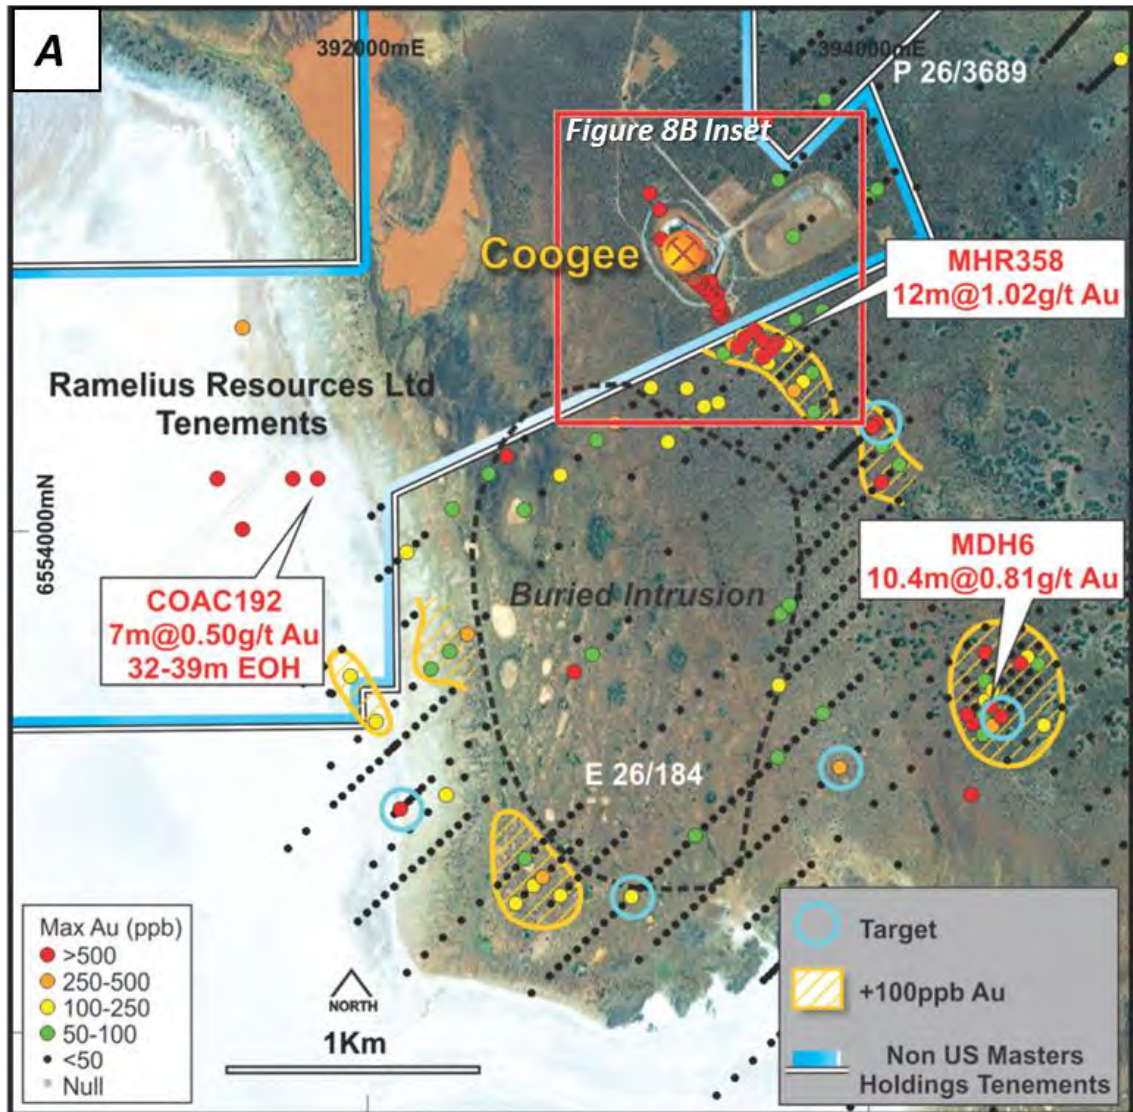 A
392000mE
394000mE
P 26/3689
Figure 8B Inset
Coogee
MHR358
12m@1.02g/t Au
Ramelius Resources Ltd
Tenements
6554000mN
MDH6
10.4m@0.81g/t Au
COAC192
7m@0.50g/t Au
32-39m EOH
Buried Intrusion
E 26/184
Max Au (ppb)
>500
250-500
100-250
50-100
<50
Null
NORTH
1Km
Target
+100ppb Au
Non US Masters
Holdings Tenements